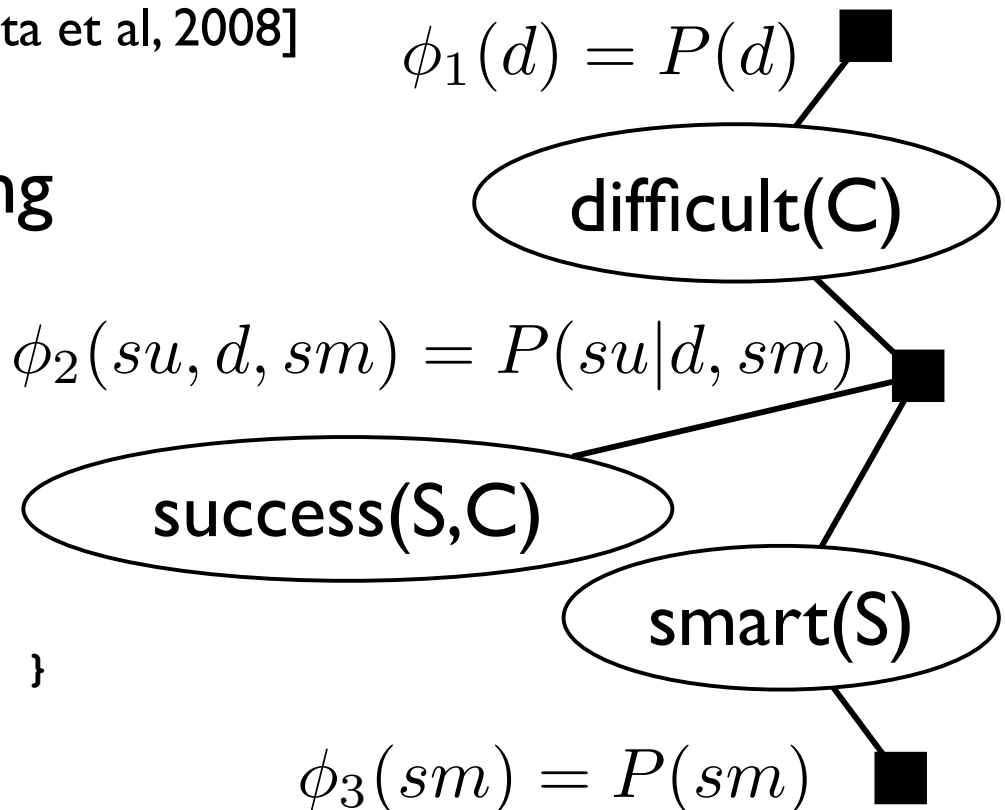 ta et al, 2008]
ϕ₁(d) = P(d)
ng
difficult(C)
ϕ₂(su, d, sm) = P(su|d, sm)
success(S,C)
smart(S)
}
ϕ₃(sm) = P(sm)